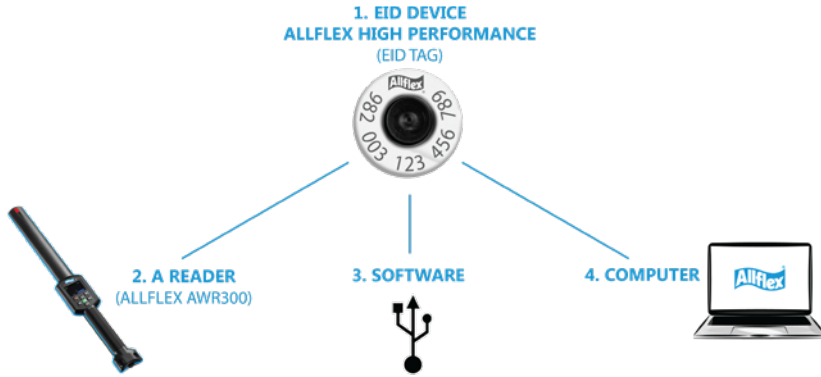 1. EID DEVICE
ALLFLEX HIGH PERFORMANCE
(EID TAG)
Allflex
982 003 123 456 789
2. A READER
(ALLFLEX AWR300)
3. SOFTWARE
4. COMPUTER
Allflex